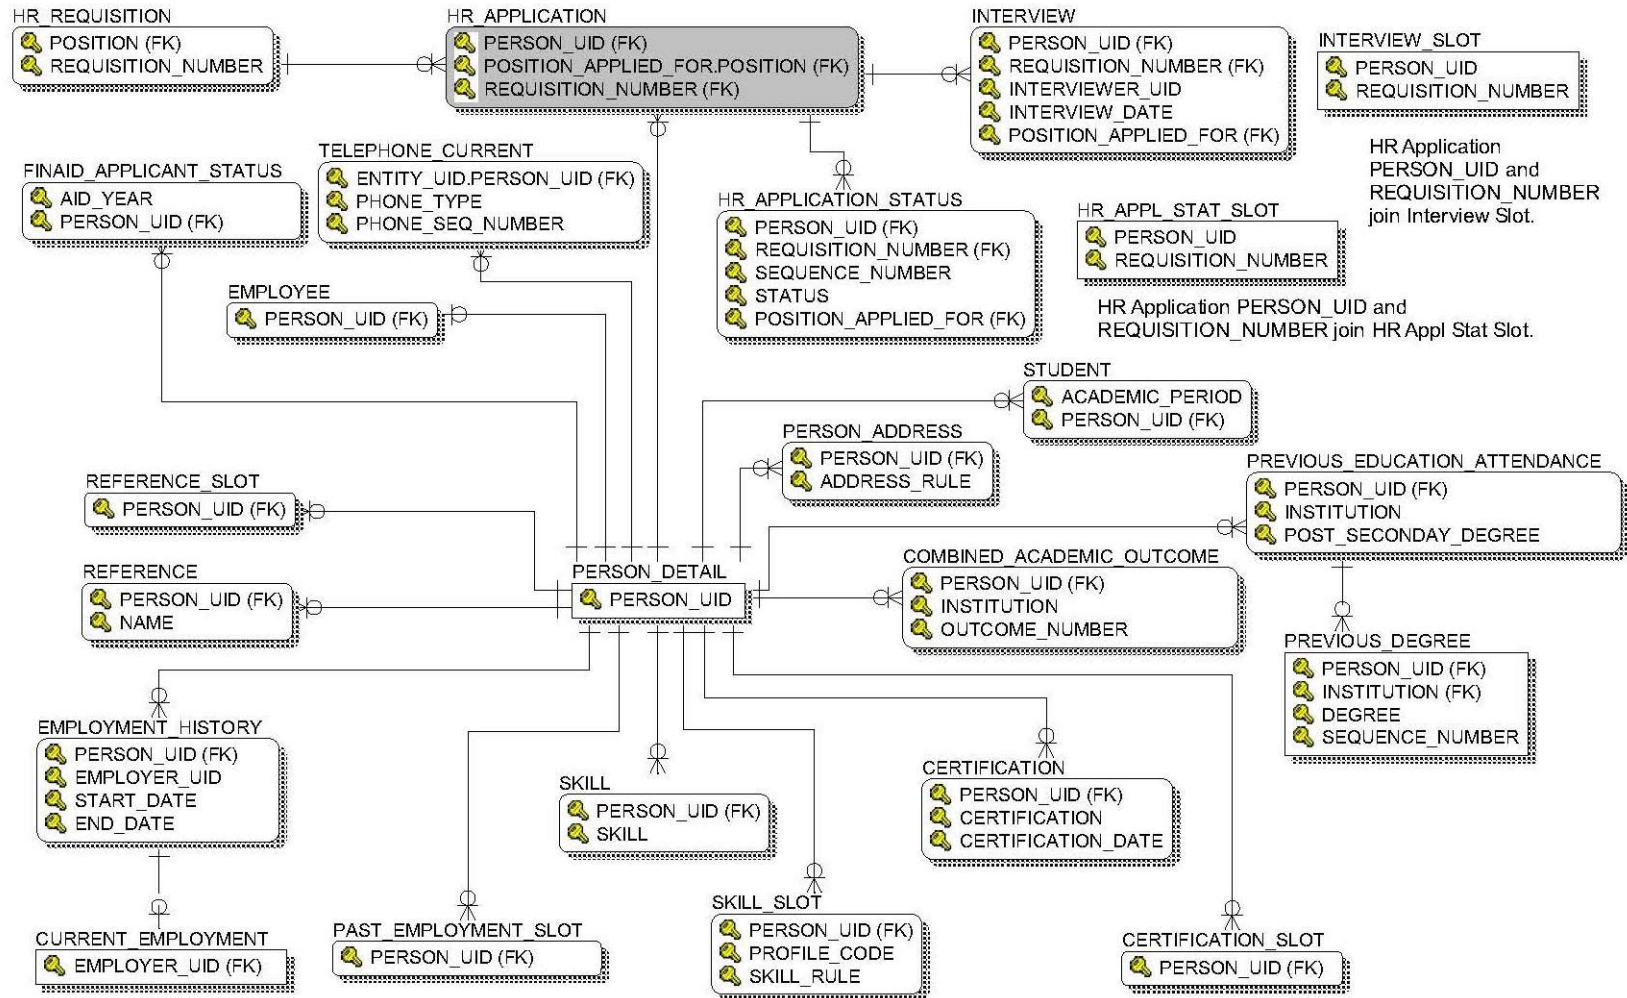 HR_REQUISITION
POSITION (FK)
REQUISITION_NUMBER
HR_APPLICATION
PERSON_UID (FK)
POSITION_APPLIED_FOR.POSITION (FK)
REQUISITION_NUMBER (FK)
INTERVIEW
PERSON_UID (FK)
REQUISITION_NUMBER (FK)
INTERVIEWER_UID
INTERVIEW_DATE
POSITION_APPLIED_FOR (FK)
INTERVIEW_SLOT
PERSON_UID
REQUISITION_NUMBER
HR Application
PERSON_UID and
REQUISITION_NUMBER
join Interview Slot.
FINAID_APPLICANT_STATUS
AID_YEAR
PERSON_UID (FK)
TELEPHONE_CURRENT
ENTITY_UID.PERSON_UID (FK)
PHONE_TYPE
PHONE_SEQ_NUMBER
HR_APPLICATION_STATUS
PERSON_UID (FK)
REQUISITION_NUMBER (FK)
SEQUENCE_NUMBER
STATUS
POSITION_APPLIED_FOR (FK)
HR_APPL_STAT_SLOT
PERSON_UID
REQUISITION_NUMBER
HR Application PERSON_UID and
REQUISITION_NUMBER join HR Appl Stat Slot.
EMPLOYEE
PERSON_UID (FK)
STUDENT
ACADEMIC_PERIOD
PERSON_UID (FK)
PERSON_ADDRESS
PERSON_UID (FK)
ADDRESS_RULE
PREVIOUS_EDUCATION_ATTENDANCE
PERSON_UID (FK)
INSTITUTION
POST_SECONDAY_DEGREE
REFERENCE_SLOT
PERSON_UID (FK)
REFERENCE
PERSON_UID (FK)
NAME
PERSON_DETAIL
PERSON_UID
COMBINED_ACADEMIC_OUTCOME
PERSON_UID (FK)
INSTITUTION
OUTCOME_NUMBER
PREVIOUS_DEGREE
PERSON_UID (FK)
INSTITUTION (FK)
DEGREE
SEQUENCE_NUMBER
EMPLOYMENT_HISTORY
PERSON_UID (FK)
EMPLOYER_UID
START_DATE
END_DATE
SKILL
PERSON_UID (FK)
SKILL
CERTIFICATION
PERSON_UID (FK)
CERTIFICATION
CERTIFICATION_DATE
CURRENT_EMPLOYMENT
EMPLOYER_UID (FK)
PAST_EMPLOYMENT_SLOT
PERSON_UID (FK)
SKILL_SLOT
PERSON_UID (FK)
PROFILE_CODE
SKILL_RULE
CERTIFICATION_SLOT
PERSON_UID (FK)